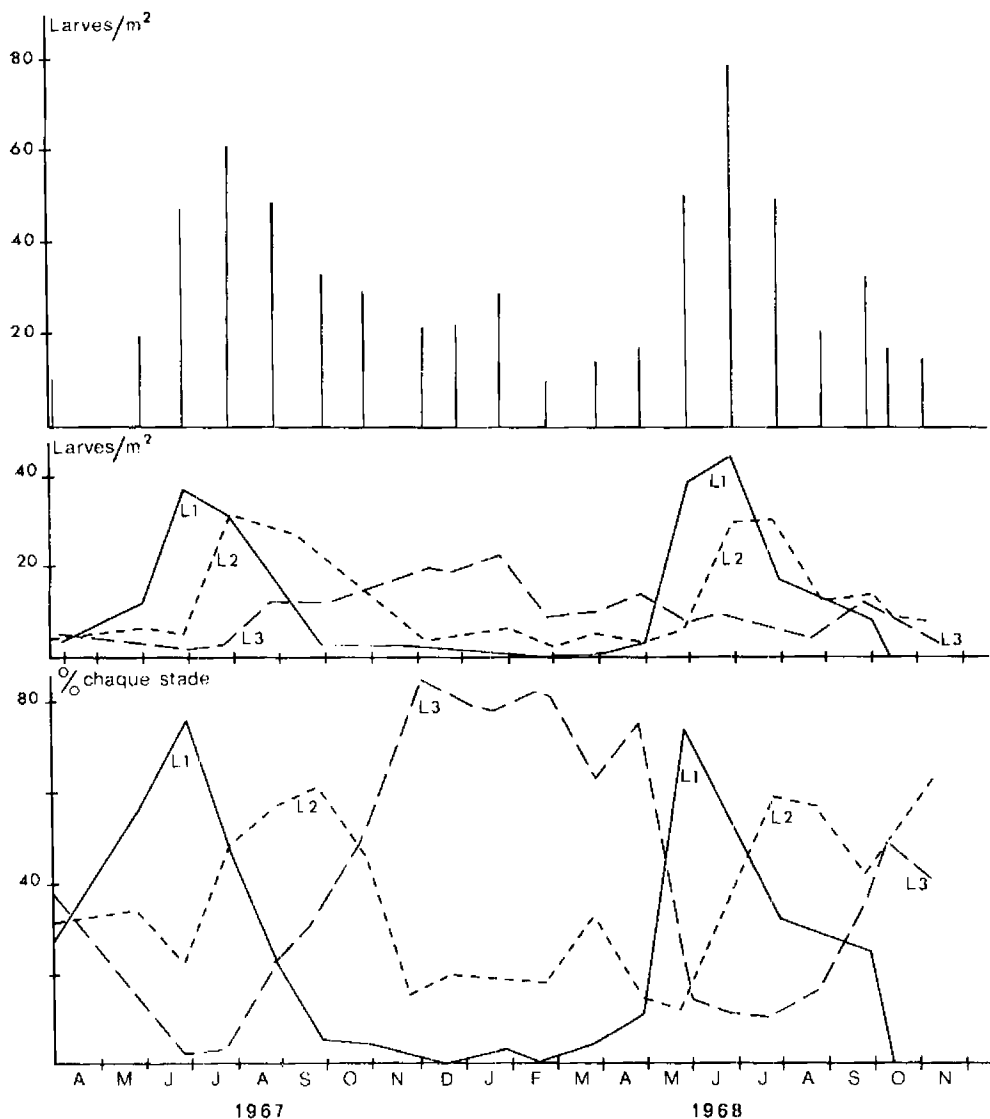 Larves/m²
80
60
40
20
Larves/m²
40
L1
L1
L2
L2
20
L3
L3
% chaque stade
80
L3
L1
L1
L2
L2
40
L3
A M J J A S O N D J F M A M J J A S O N
1967 1968